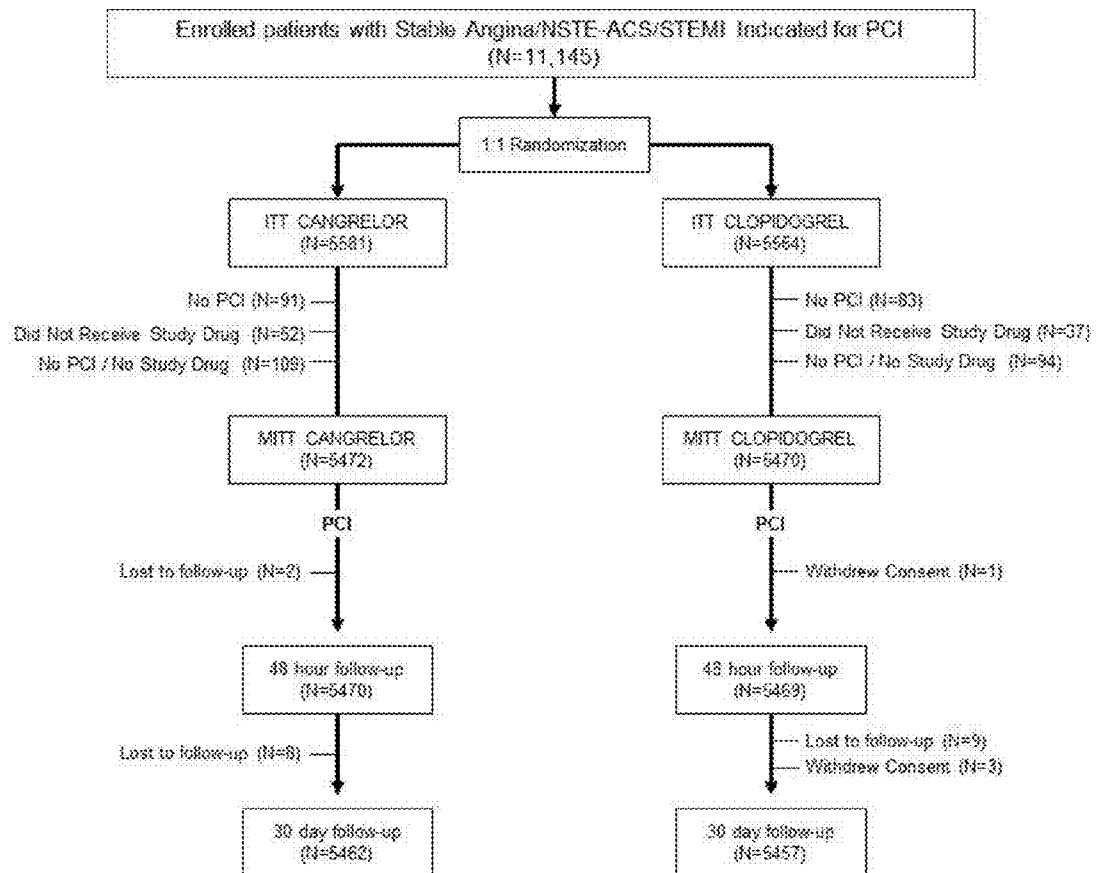 Enrolled patients with Stable Angina/NSTE-ACS/STEMI Indicated for PCI
(N=11,145)
1:1 Randomization
ITT CANGRELOR
(N=5581)
ITT CLOPIDOGREL
(N=5564)
No PCI (N=91)
Did Not Receive Study Drug (N=52)
No PCI / No Study Drug (N=109)
No PCI (N=83)
Did Not Receive Study Drug (N=37)
No PCI / No Study Drug (N=94)
MITT CANGRELOR
(N=5472)
MITT CLOPIDOGREL
(N=5470)
PCI
PCI
Lost to follow-up (N=2)
Withdrew Consent (N=1)
48 hour follow-up
(N=5470)
48 hour follow-up
(N=5469)
Lost to follow-up (N=8)
Lost to follow-up (N=9)
Withdrew Consent (N=3)
30 day follow-up
(N=5462)
30 day follow-up
(N=5457)